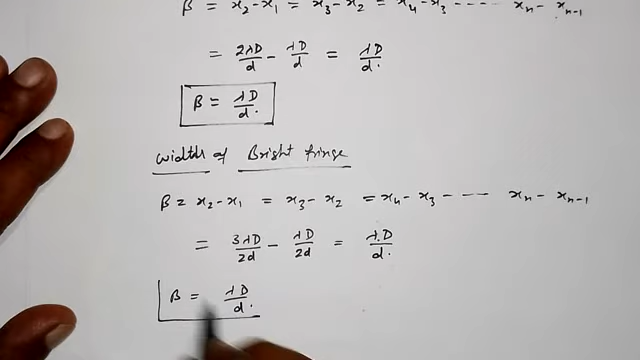 β = x₂-x₁ = x₃-x₂ = x₄-x₃ ----- xₙ - xₙ₋₁
= 2λD/d - λD/d = λD/d.
β = λD/d.
width of Bright fringe
β = x₂-x₁ = x₃-x₂ = x₄-x₃ - ---- xₙ - xₙ₋₁
= 3λD/2d - λD/2d = λD/d.
β = λD/d.